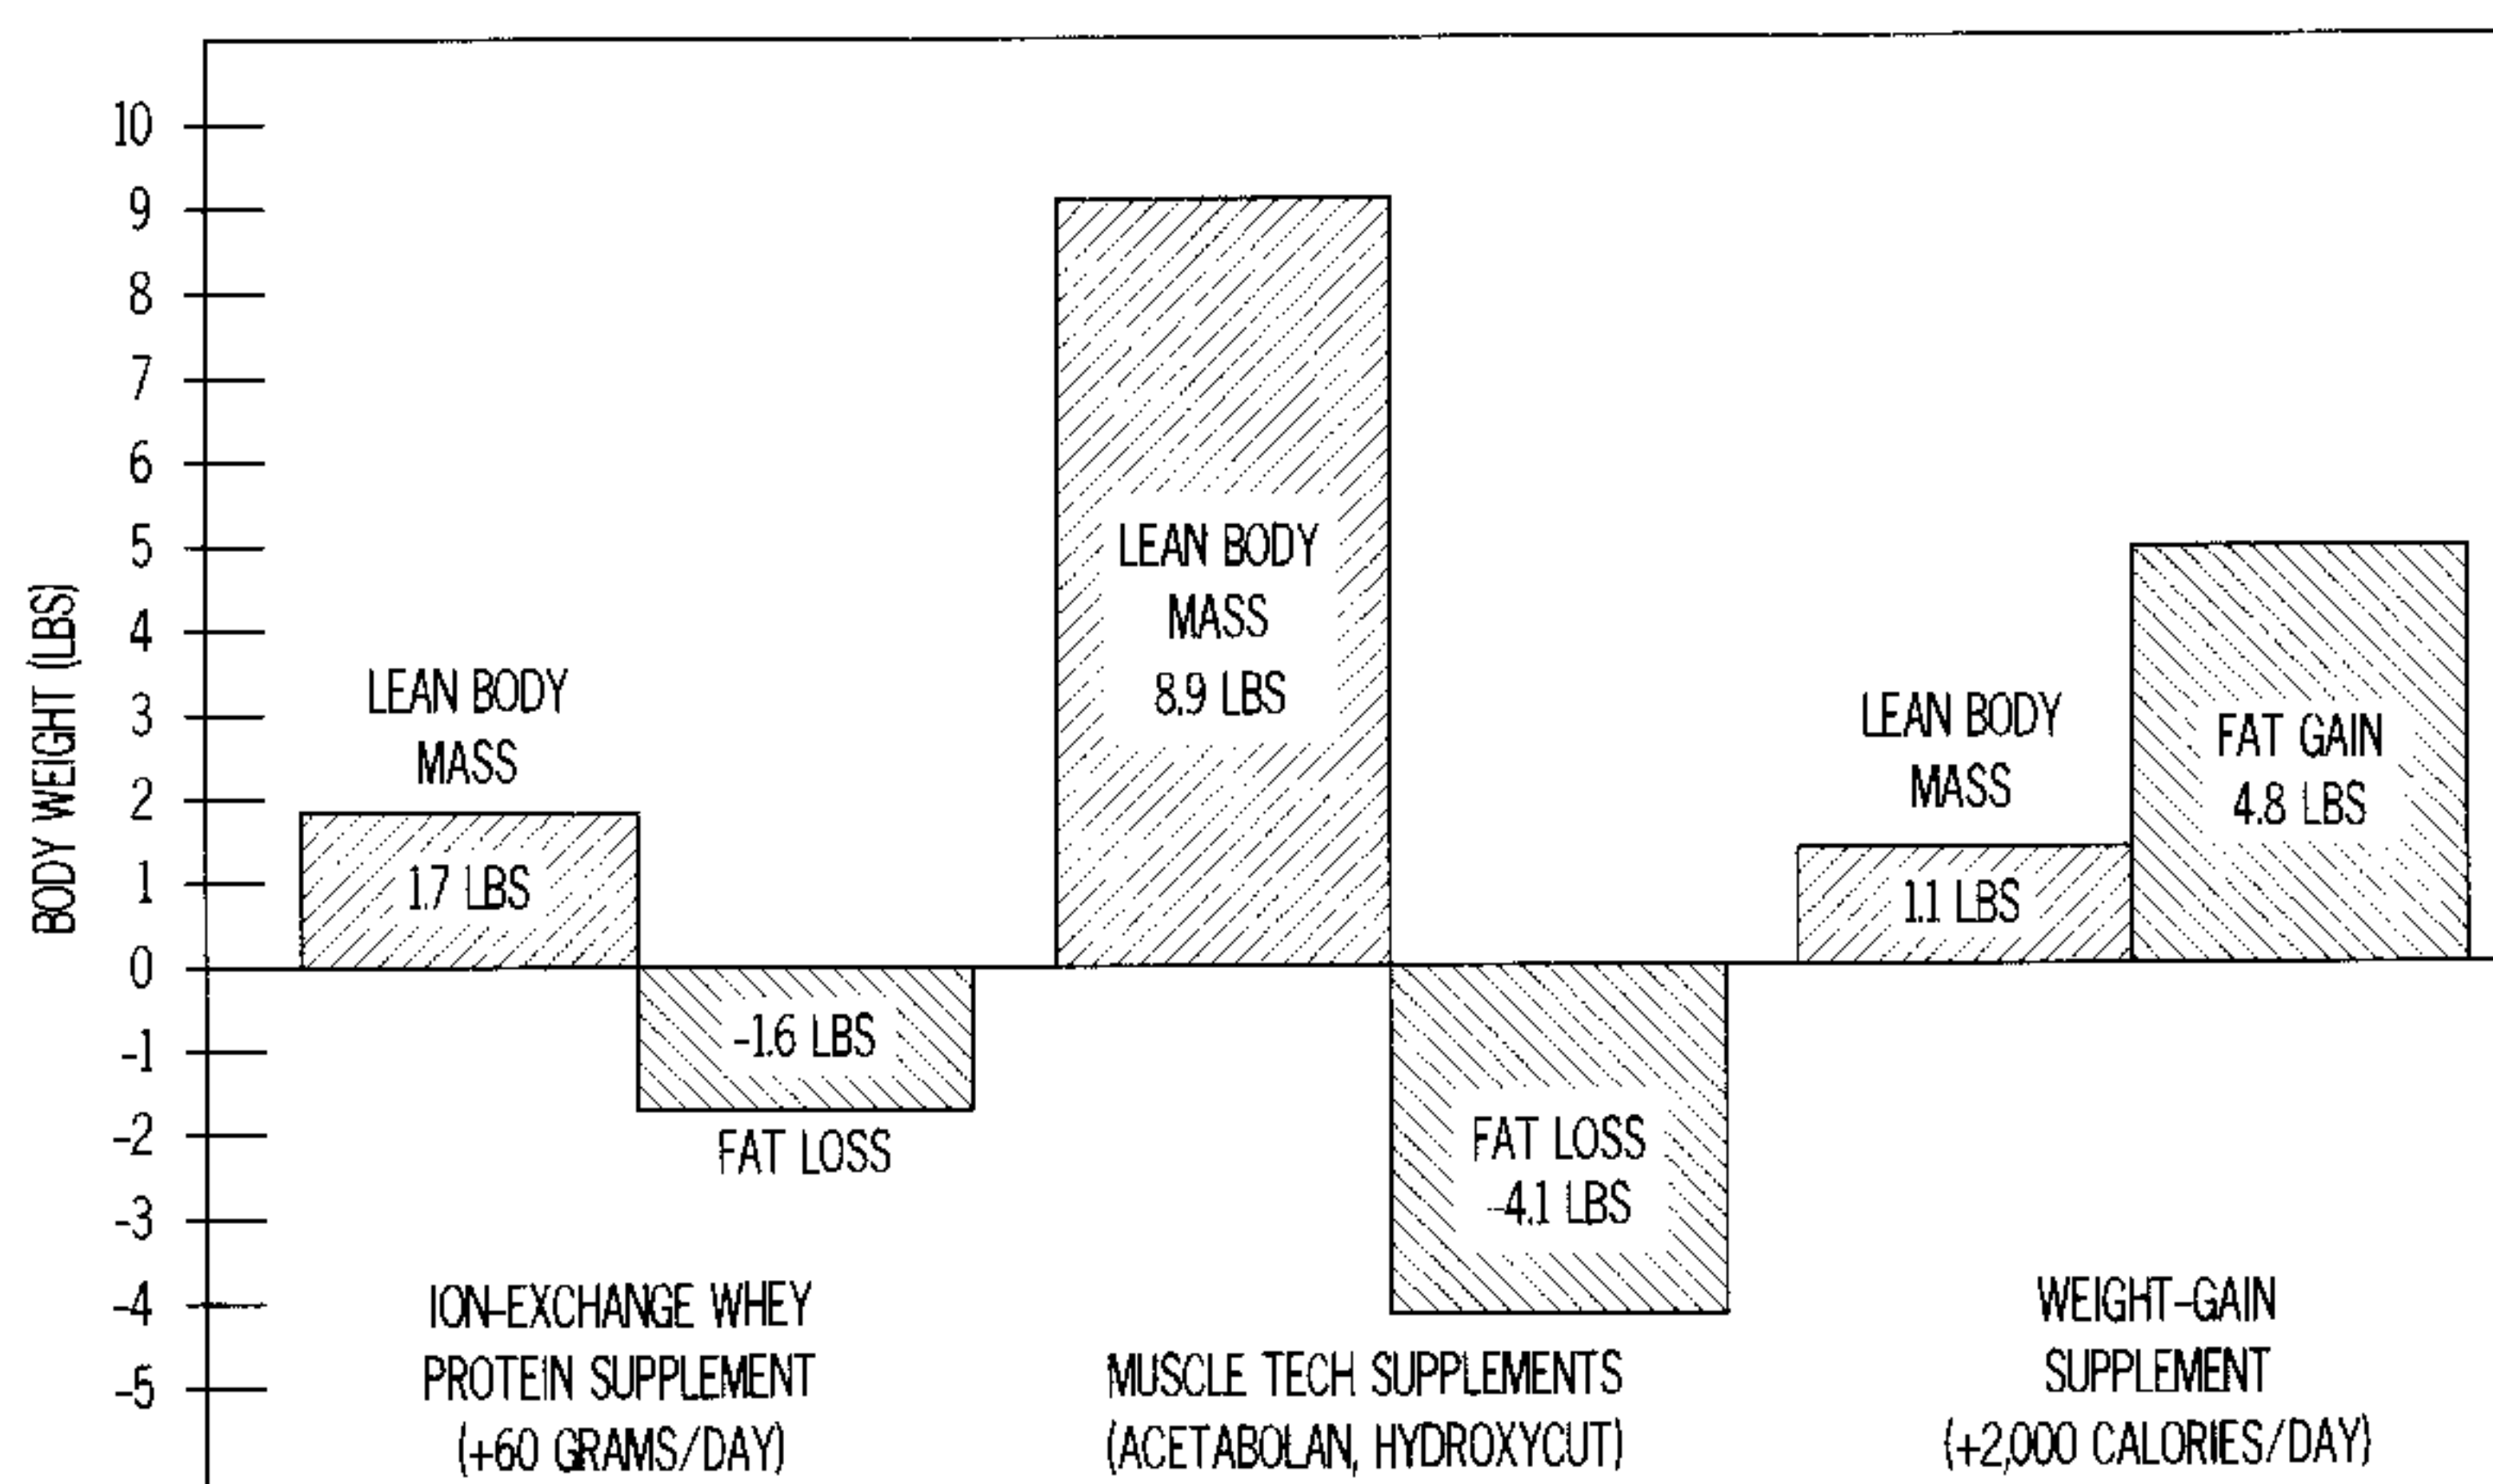 10
9
8
7
6
5
4
3
2
1
0
-1
-2
-3
-4
-5
BODY WEIGHT (LBS)
LEAN BODY
MASS
1.7 LBS
-1.6 LBS
FAT LOSS
LEAN BODY
MASS
8.9 LBS
FAT LOSS
-4.1 LBS
LEAN BODY
MASS
1.1 LBS
FAT GAIN
4.8 LBS
ION-EXCHANGE WHEY
PROTEIN SUPPLEMENT
(+60 GRAMS/DAY)
MUSCLE TECH SUPPLEMENTS
(ACETABOLAN, HYDROXYCUT)
WEIGHT-GAIN
SUPPLEMENT
(+2,000 CALORIES/DAY)